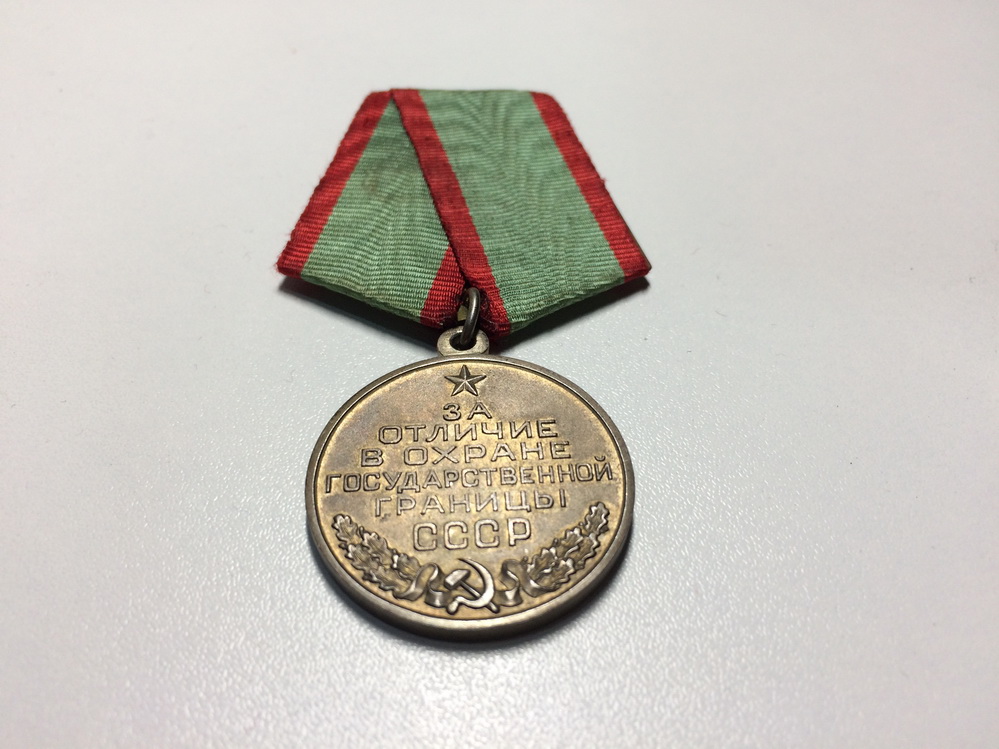 ЗА
ОТЛИЧИЕ
В ОХРАНЕ
ГОСУДАРСТВЕННОЙ
ГРАНИЦЫ
СССР